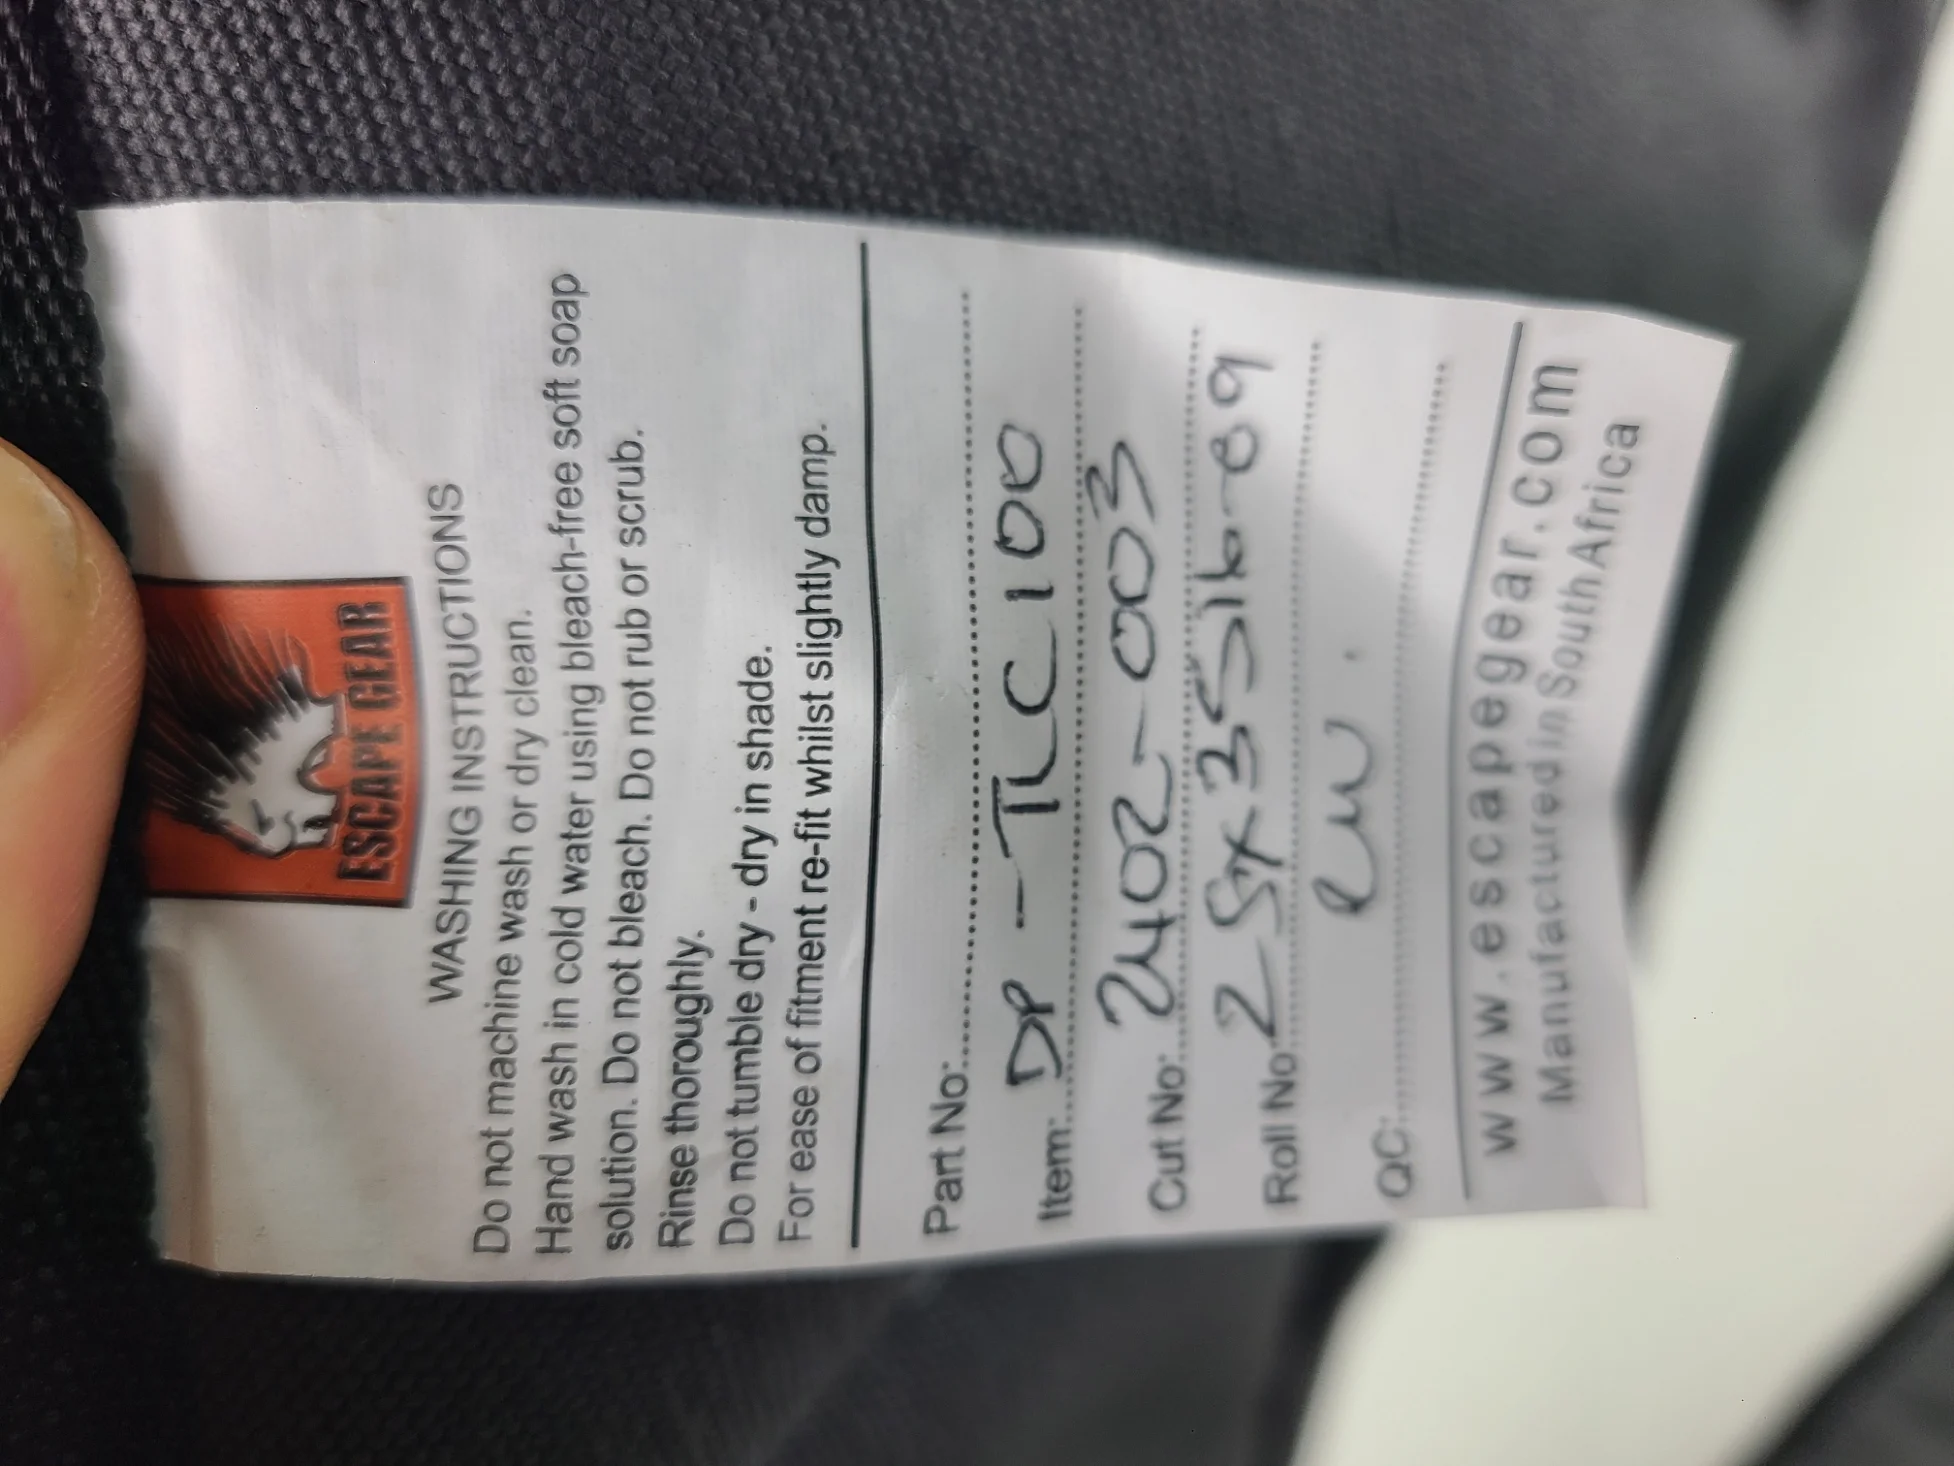 ESCAPE GEAR
WASHING INSTRUCTIONS
Do not machine wash or dry clean.
Hand wash in cold water using bleach-free soft soap
solution. Do not bleach. Do not rub or scrub.
Rinse thoroughly.
Do not tumble dry - dry in shade.
For ease of fitment re-fit whilst slightly damp.
Part No:
Item: DP-TLC100
Cut No: 2402-003
Roll No:
QC:
www.escapegear.com
Manufactured in South Africa